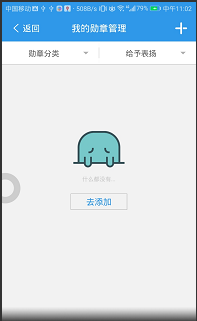 中国移动 508B/s 79% 中午11:02
返回 我的勋章管理 +
勋章分类 给予表扬
什么都没有...
去添加